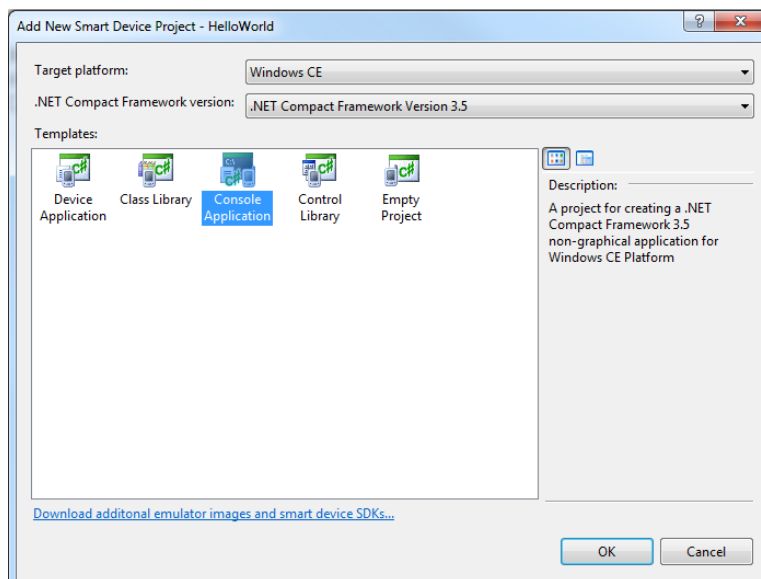 Add New Smart Device Project - HelloWorld
Target platform:
Windows CE
.NET Compact Framework version:
.NET Compact Framework Version 3.5
Templates:
Device
Application
Class Library
Console
Application
Control
Library
Empty
Project
Description:
A project for creating a .NET
Compact Framework 3.5
non-graphical application for
Windows CE Platform
Download additonal emulator images and smart device SDKs...
OK
Cancel